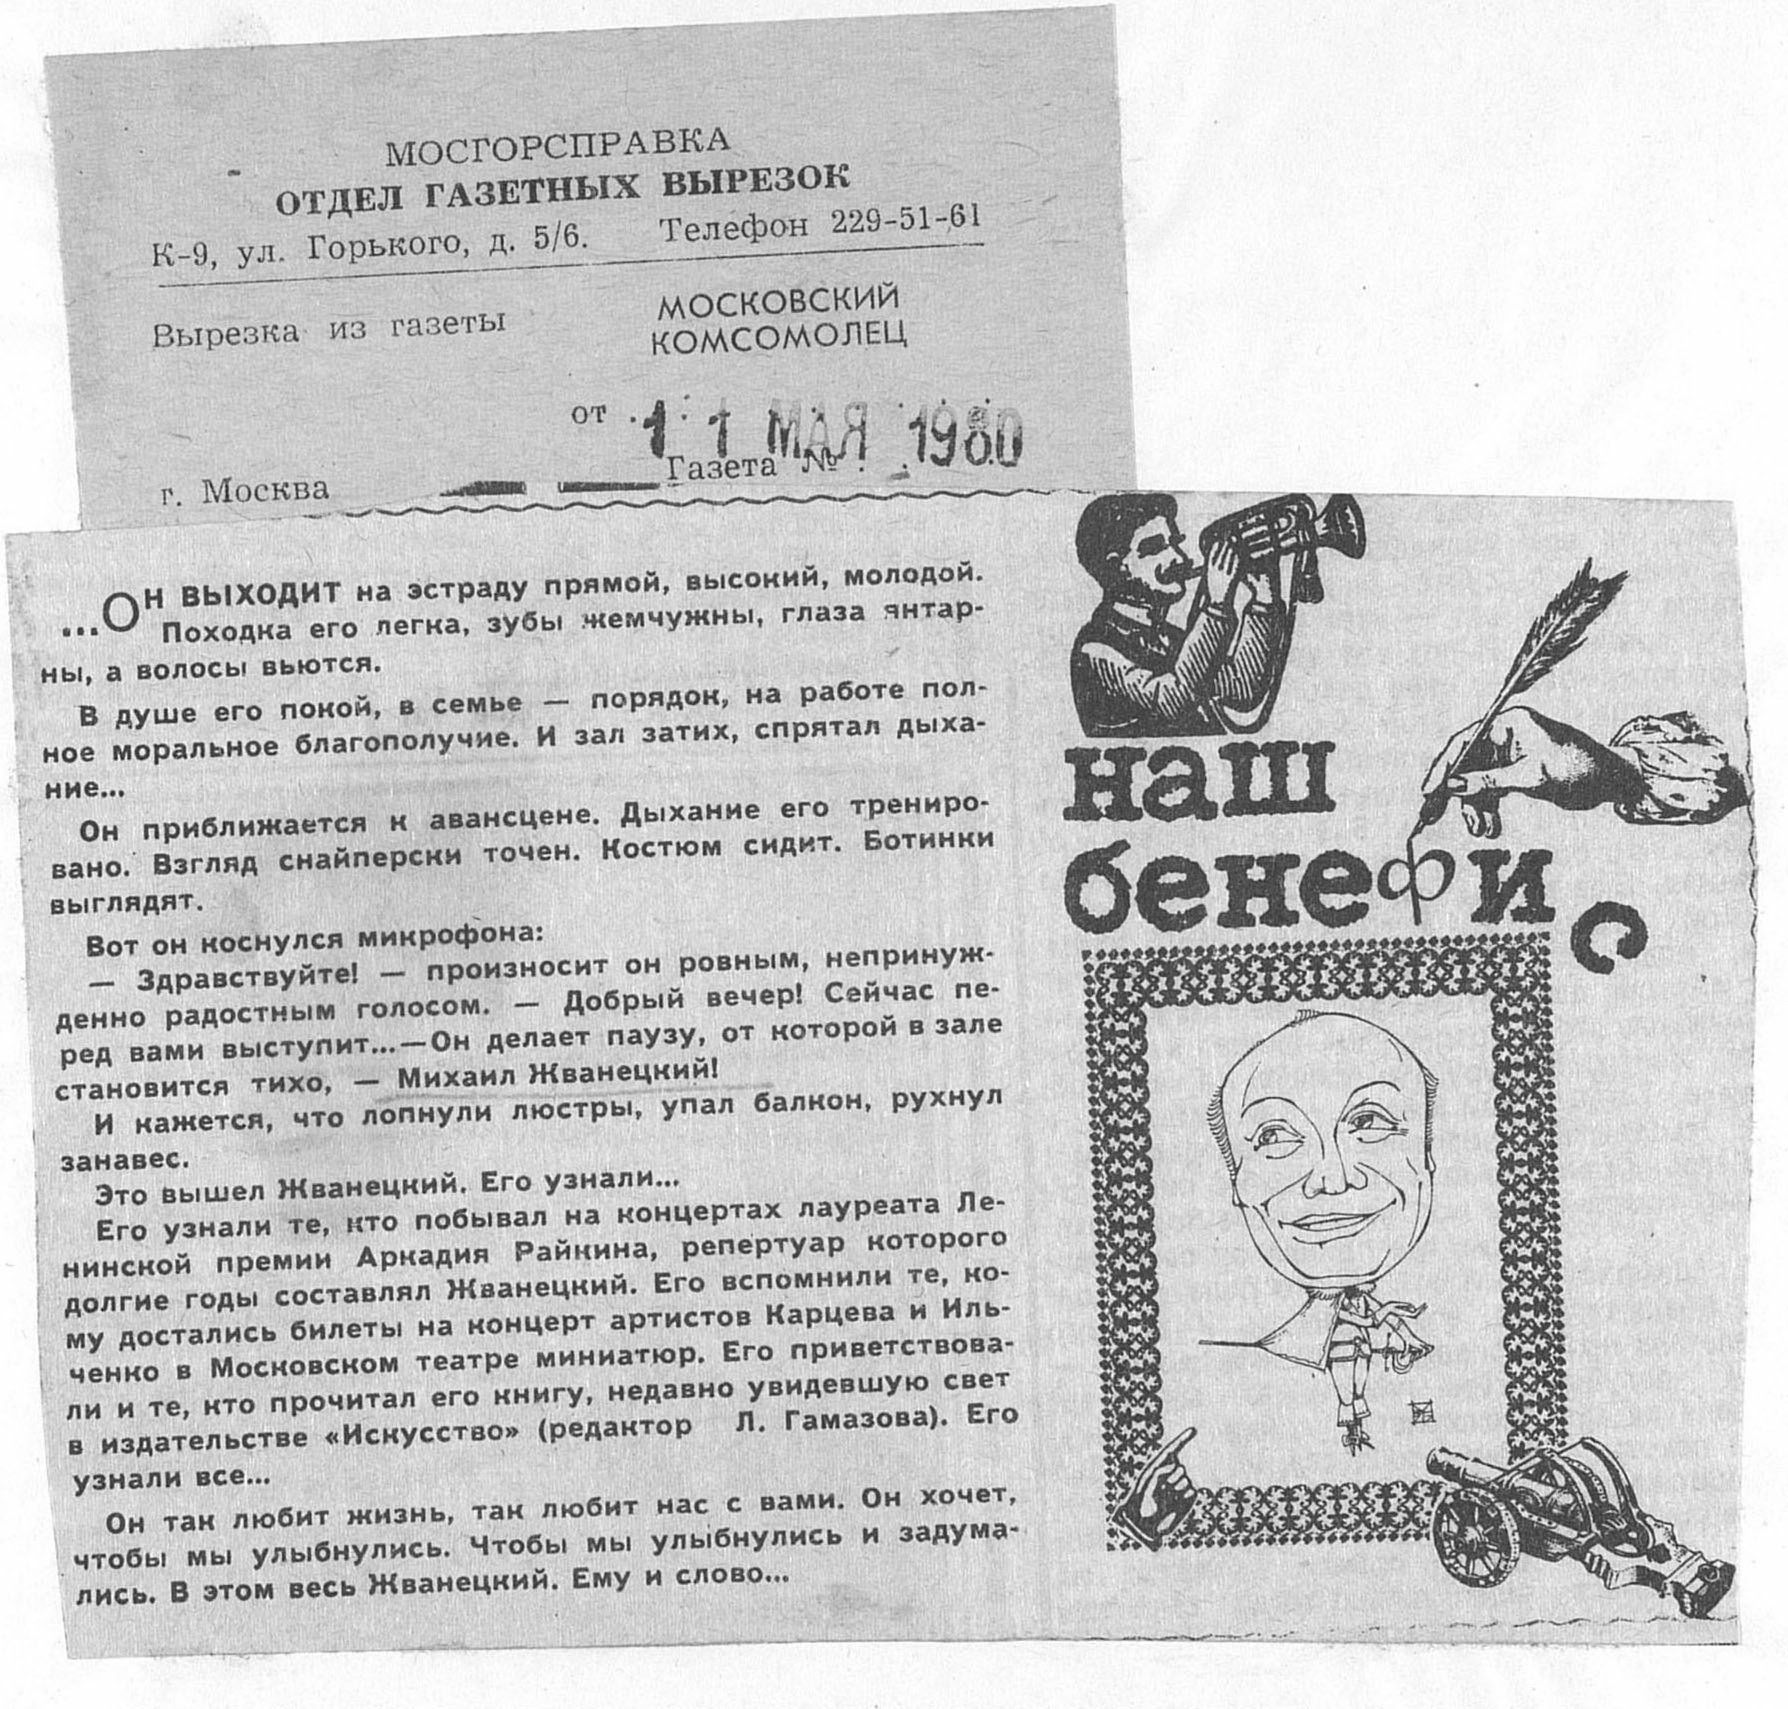 МОСГОРСПРАВКА
ОТДЕЛ ГАЗЕТНЫХ ВЫРЕЗОК
К-9, ул. Горького, д. 5/6. Телефон 229-51-61
Вырезка из газеты
МОСКОВСКИЙ
КОМСОМОЛЕЦ
от 11 МАЯ 1980
г. Москва
Газета №
...ОН ВЫХОДИТ на эстраду прямой, высокий, молодой.
Походка его легка, зубы жемчужны, глаза янтар-
ны, а волосы вьются.
В душе его покой, в семье — порядок, на работе пол-
ное моральное благополучие. И зал затих, спрятал дыха-
ние...
Он приближается к авансцене. Дыхание его трениро-
вано. Взгляд снайперски точен. Костюм сидит. Ботинки
выглядят.
Вот он коснулся микрофона:
— Здравствуйте! — произносит он ровным, непринуж-
денно радостным голосом. — Добрый вечер! Сейчас пе-
ред вами выступит...—Он делает паузу, от которой в зале
становится тихо, — Михаил Жванецкий!
И кажется, что лопнули люстры, упал балкон, рухнул
занавес.
Это вышел Жванецкий. Его узнали...
Его узнали те, кто побывал на концертах лауреата Ле-
нинской премии Аркадия Райкина, репертуар которого
долгие годы составлял Жванецкий. Его вспомнили те, ко-
му достались билеты на концерт артистов Карцева и Иль-
ченко в Московском театре миниатюр. Его приветствова-
ли и те, кто прочитал его книгу, недавно увидевшую свет
в издательстве «Искусство» (редактор Л. Гамазова). Его
узнали все...
Он так любит жизнь, так любит нас с вами. Он хочет,
чтобы мы улыбнулись. Чтобы мы улыбнулись и задума-
лись. В этом весь Жванецкий. Ему и слово...
наш
бенефис